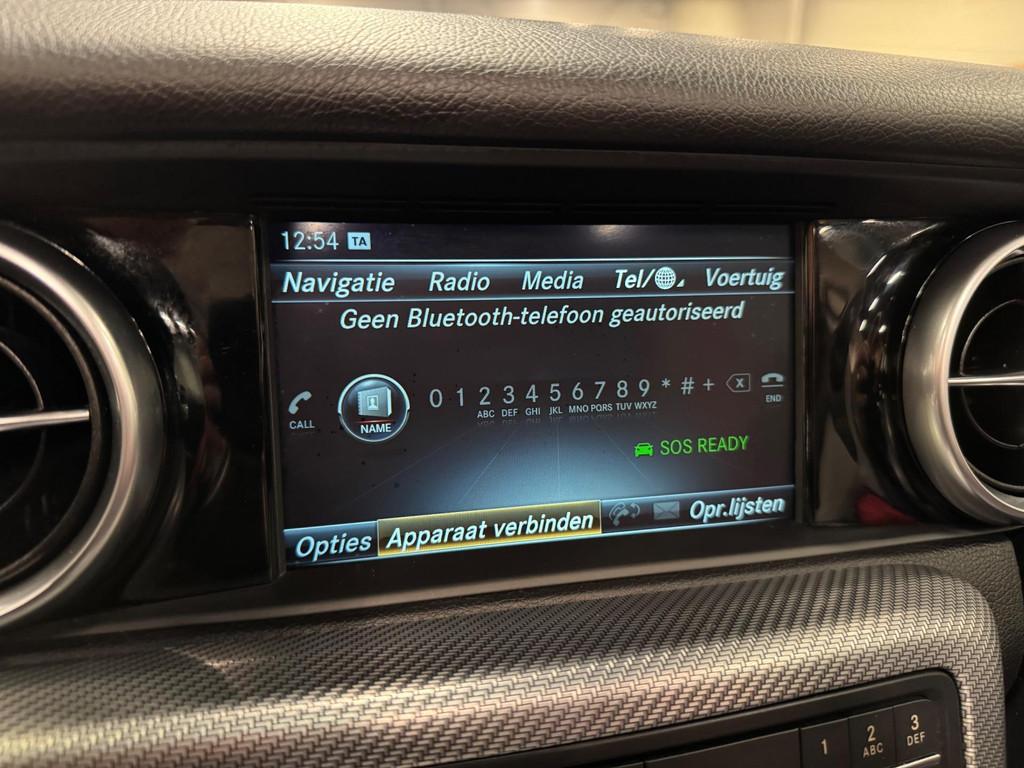 12:54 TA
Navigatie Radio Media Tel/ Voertuig
Geen Bluetooth-telefoon geautoriseerd
CALL NAME 0 1 2 3 4 5 6 7 8 9 * # + X END
ABC DEF GHI JKL MNO PQRS TUV WXYZ
SOS READY
Opties Apparaat verbinden Opr.lijsten
1 2 3
ABC DEF